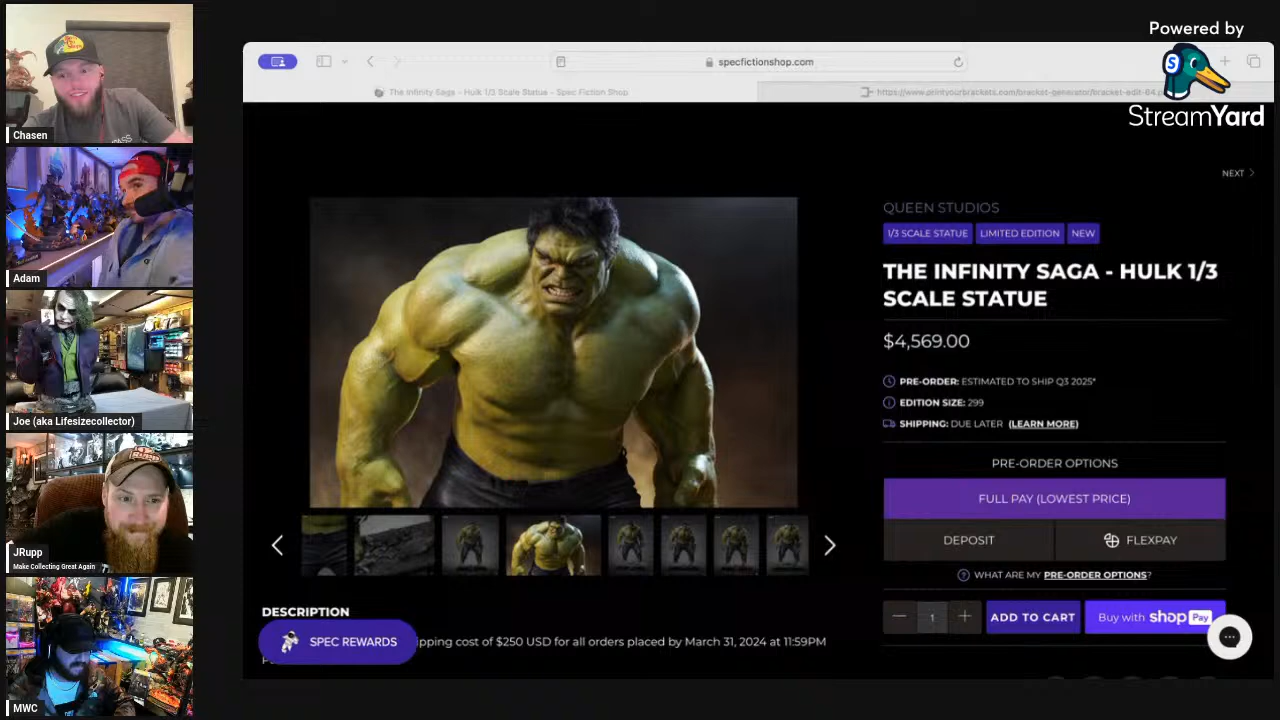 Powered by
StreamYard
specfictionshop.com
The Infinity Saga - Hulk 1/3 Scale Statue - Spec Fiction Shop
Chasen
Adam
Joe (aka Lifesizecollector)
JRupp
Make Collecting Great Again
MWC
NEXT
QUEEN STUDIOS
1/3 SCALE STATUE
LIMITED EDITION
NEW
THE INFINITY SAGA - HULK 1/3
SCALE STATUE
$4,569.00
PRE-ORDER: ESTIMATED TO SHIP Q3 2025*
EDITION SIZE: 299
SHIPPING: DUE LATER (LEARN MORE)
PRE-ORDER OPTIONS
FULL PAY (LOWEST PRICE)
DEPOSIT
FLEXPAY
WHAT ARE MY PRE-ORDER OPTIONS?
1
ADD TO CART
Buy with shop Pay
DESCRIPTION
SPEC REWARDS
ipping cost of $250 USD for all orders placed by March 31, 2024 at 11:59PM